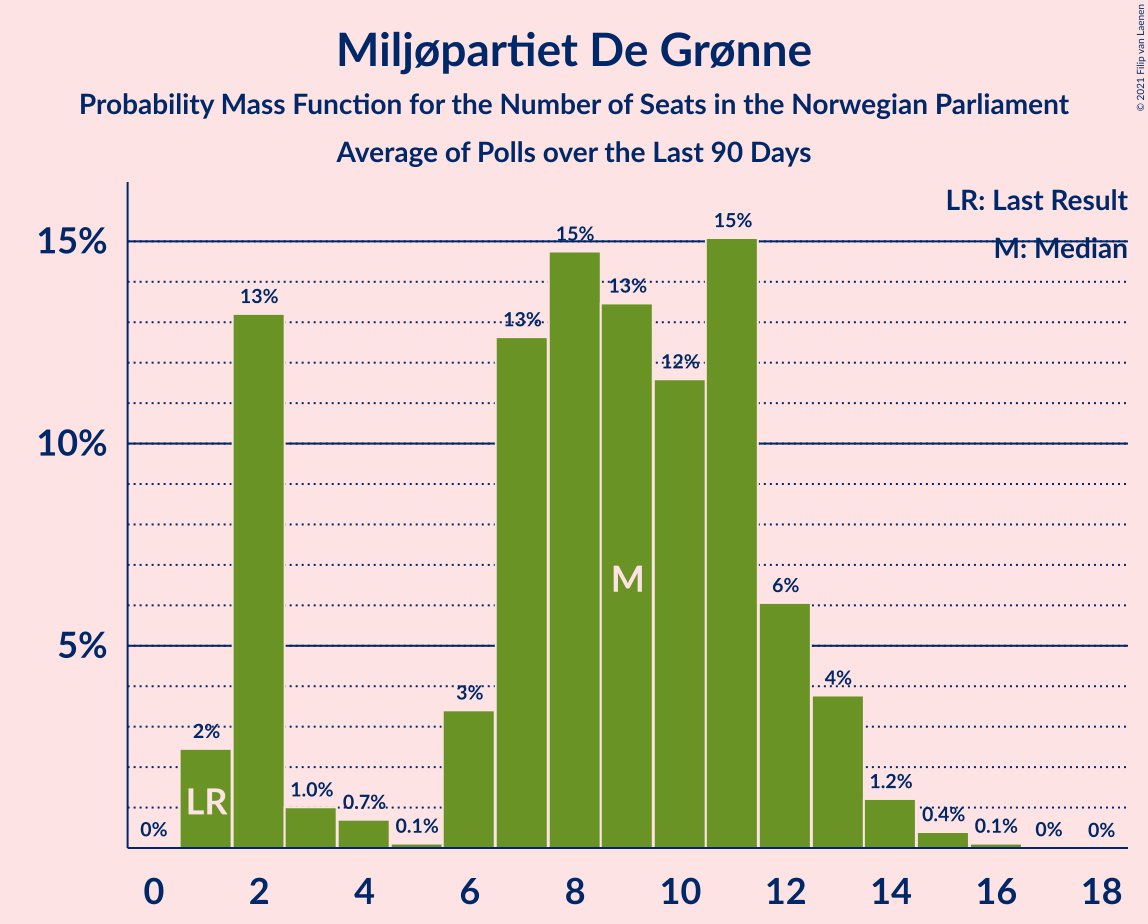 Miljøpartiet De Grønne
Probability Mass Function for the Number of Seats in the Norwegian Parliament
Average of Polls over the Last 90 Days
© 2021 Filip van Laenen
LR: Last Result
M: Median
15%
10%
5%
0%
2%
13%
1.0%
0.7%
0.1%
3%
13%
15%
13%
12%
15%
6%
4%
1.2%
0.4%
0.1%
0%
0%
LR
M
0 2 4 6 8 10 12 14 16 18